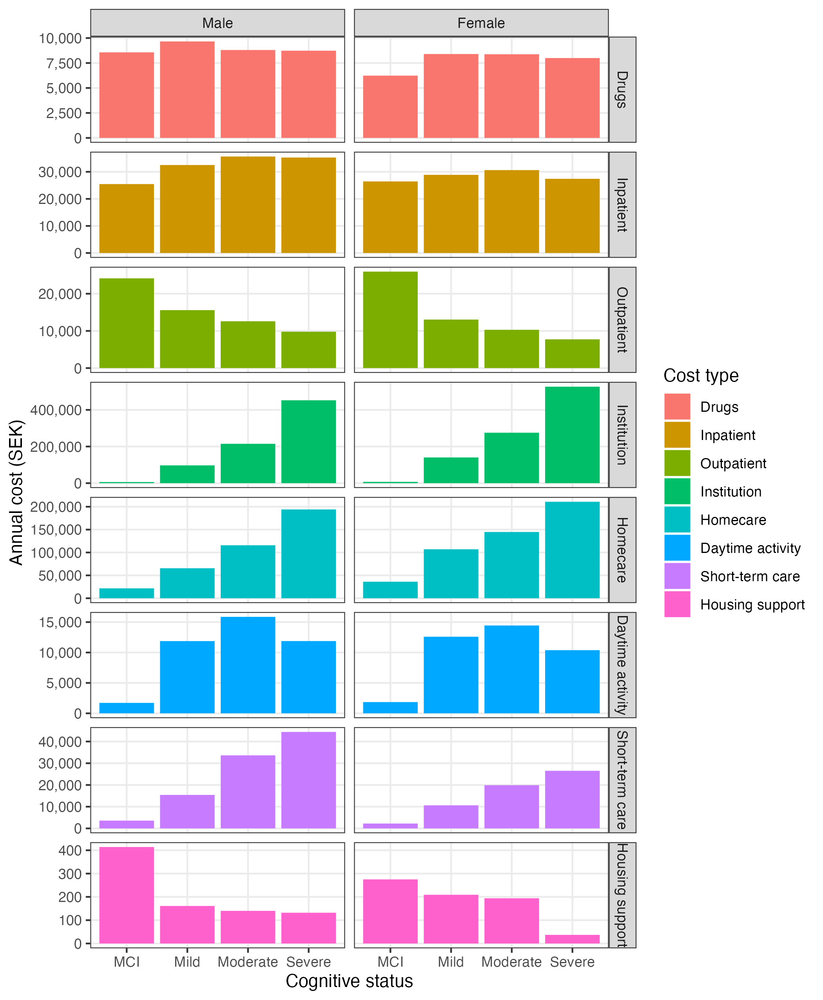 Male
Female
10,000
7,500
5,000
2,500
0
Drugs
30,000
20,000
10,000
0
Inpatient
20,000
10,000
0
Outpatient
400,000
200,000
0
Institution
200,000
150,000
100,000
50,000
0
Homecare
15,000
10,000
5,000
0
Daytime activity
40,000
30,000
20,000
10,000
0
Short-term care
400
300
200
100
0
Housing support
MCI Mild Moderate Severe
MCI Mild Moderate Severe
Cognitive status
Annual cost (SEK)
Cost type
Drugs
Inpatient
Outpatient
Institution
Homecare
Daytime activity
Short-term care
Housing support